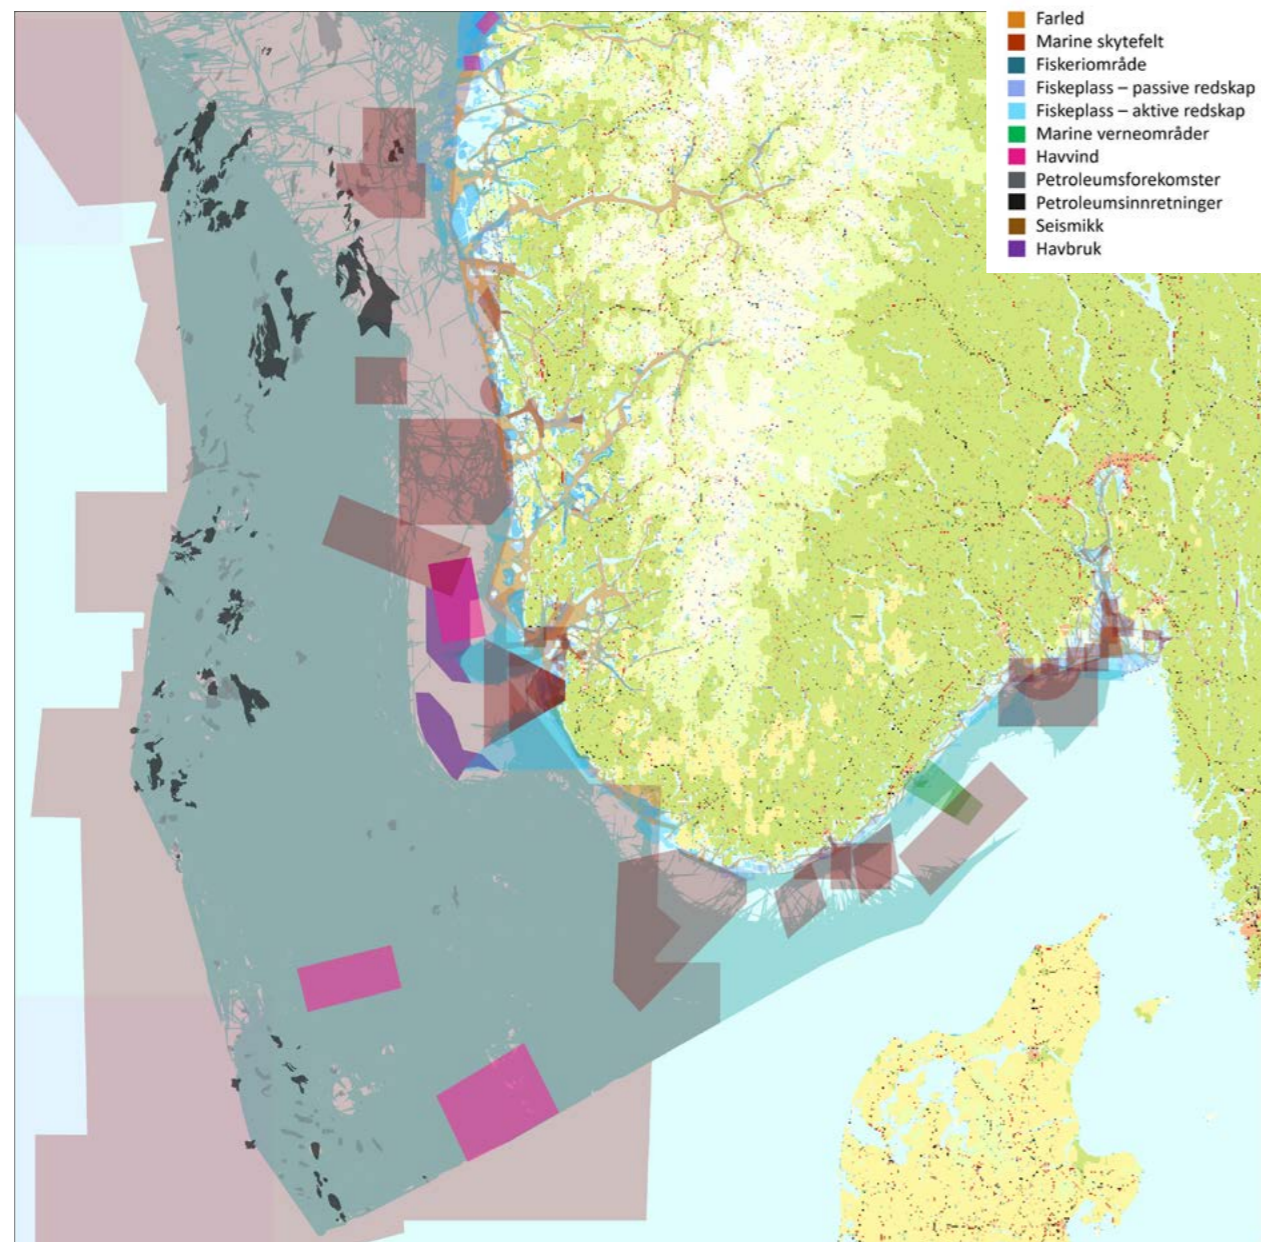 Farled
Marine skytefelt
Fiskeriområde
Fiskeplass – passive redskap
Fiskeplass – aktive redskap
Marine verneområder
Havvind
Petroleumsforekomster
Petroleumsinnretninger
Seismikk
Havbruk